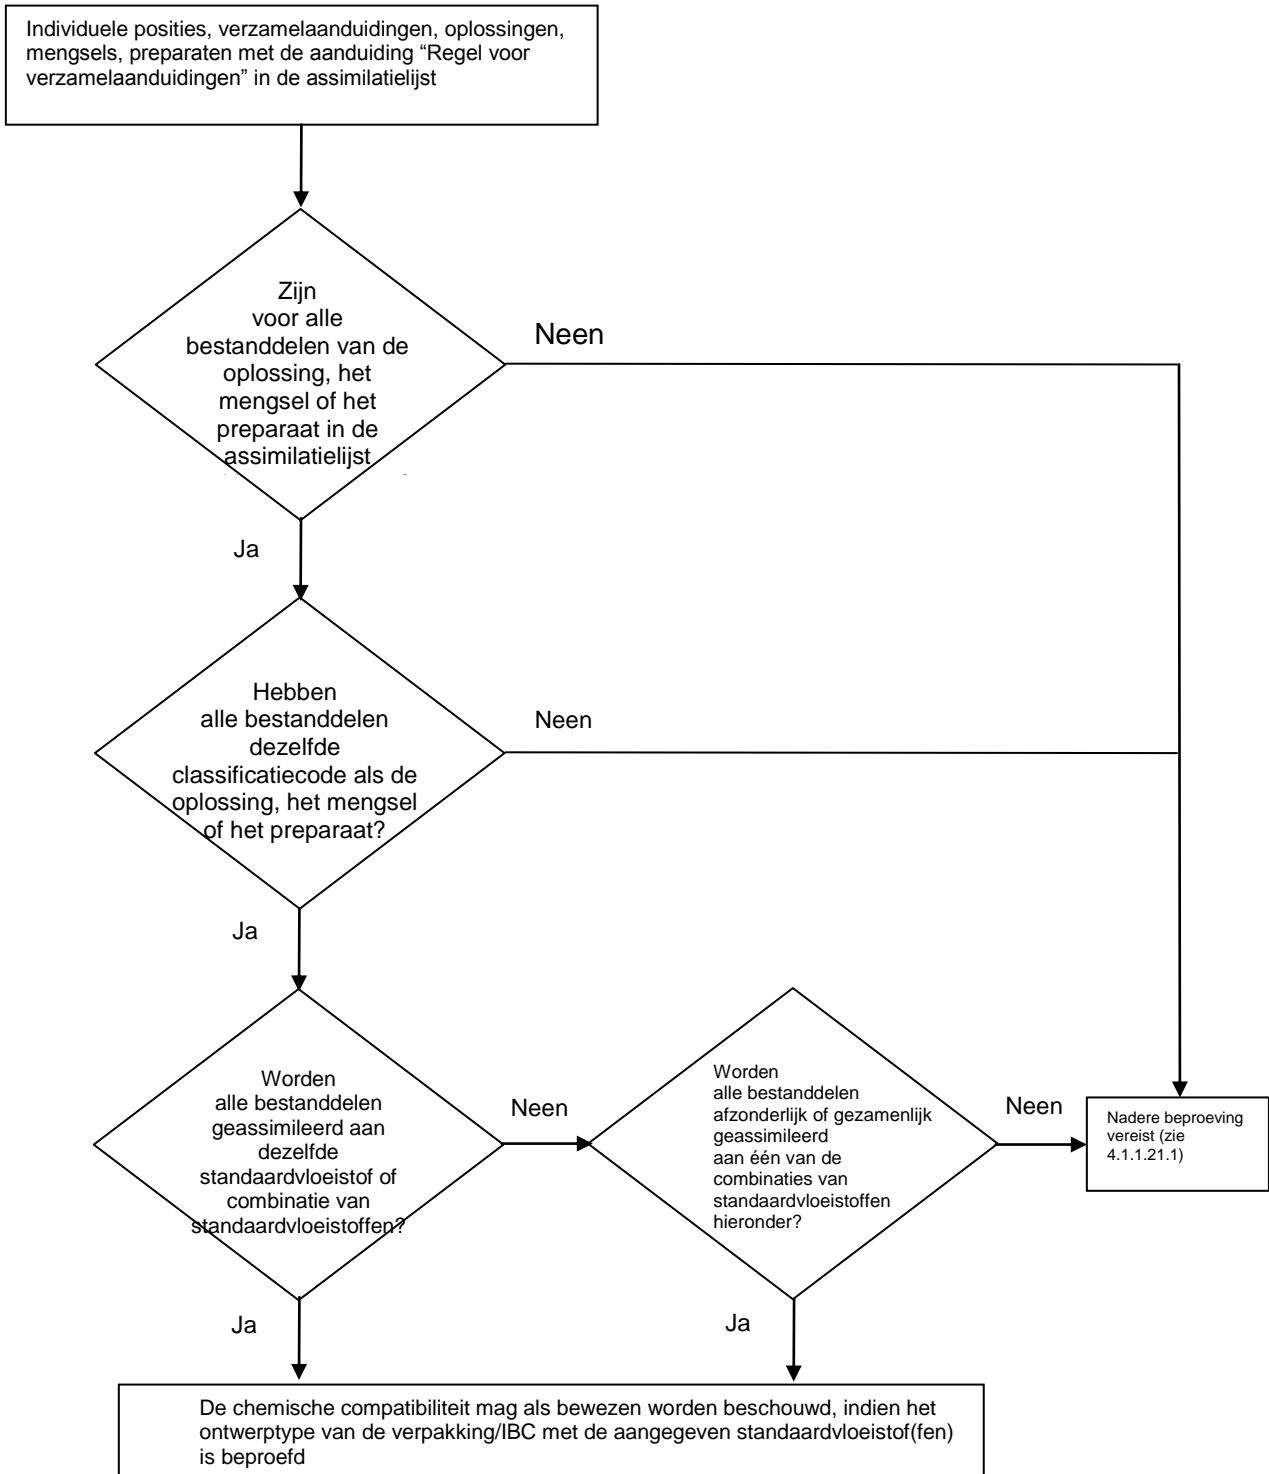 Individuele posities, verzamelaanduidingen, oplossingen,
mengsels, preparaten met de aanduiding “Regel voor
verzamelaanduidingen” in de assimilatielijst
Zijn
voor alle
bestanddelen van de
oplossing, het
mengsel of het
preparaat in de
assimilatielijst
Neen
Ja
Hebben
alle bestanddelen
dezelfde
classificatiecode als de
oplossing, het mengsel
of het preparaat?
Neen
Ja
Worden
alle bestanddelen
geassimileerd aan
dezelfde
standaardvloeistof of
combinatie van
standaardvloeistoffen?
Neen
Worden
alle bestanddelen
afzonderlijk of gezamenlijk
geassimileerd
aan één van de
combinaties van
standaardvloeistoffen
hieronder?
Neen
Nadere beproeving
vereist (zie
4.1.1.21.1)
Ja
Ja
De chemische compatibiliteit mag als bewezen worden beschouwd, indien het
ontwerptype van de verpakking/IBC met de aangegeven standaardvloeistof(fen)
is beproefd